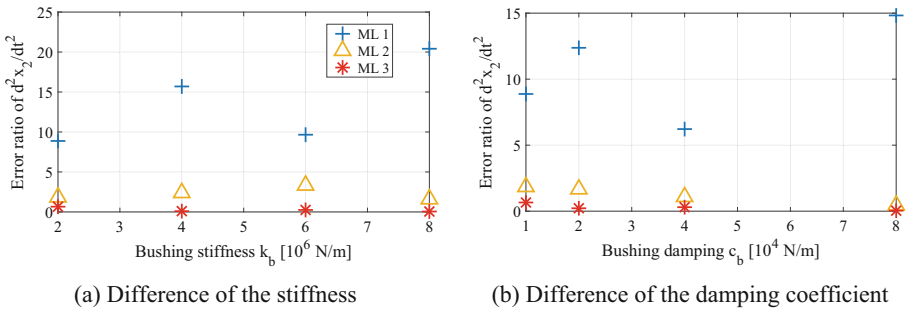 25
20
15
10
5
0
Error ratio of d²x₂/dt²
ML 1
ML 2
ML 3
2 3 4 5 6 7 8
Bushing stiffness k_b [10⁶ N/m]
(a) Difference of the stiffness
15
10
5
0
Error ratio of d²x₂/dt²
1 2 3 4 5 6 7 8
Bushing damping c_b [10⁴ N/m]
(b) Difference of the damping coefficient